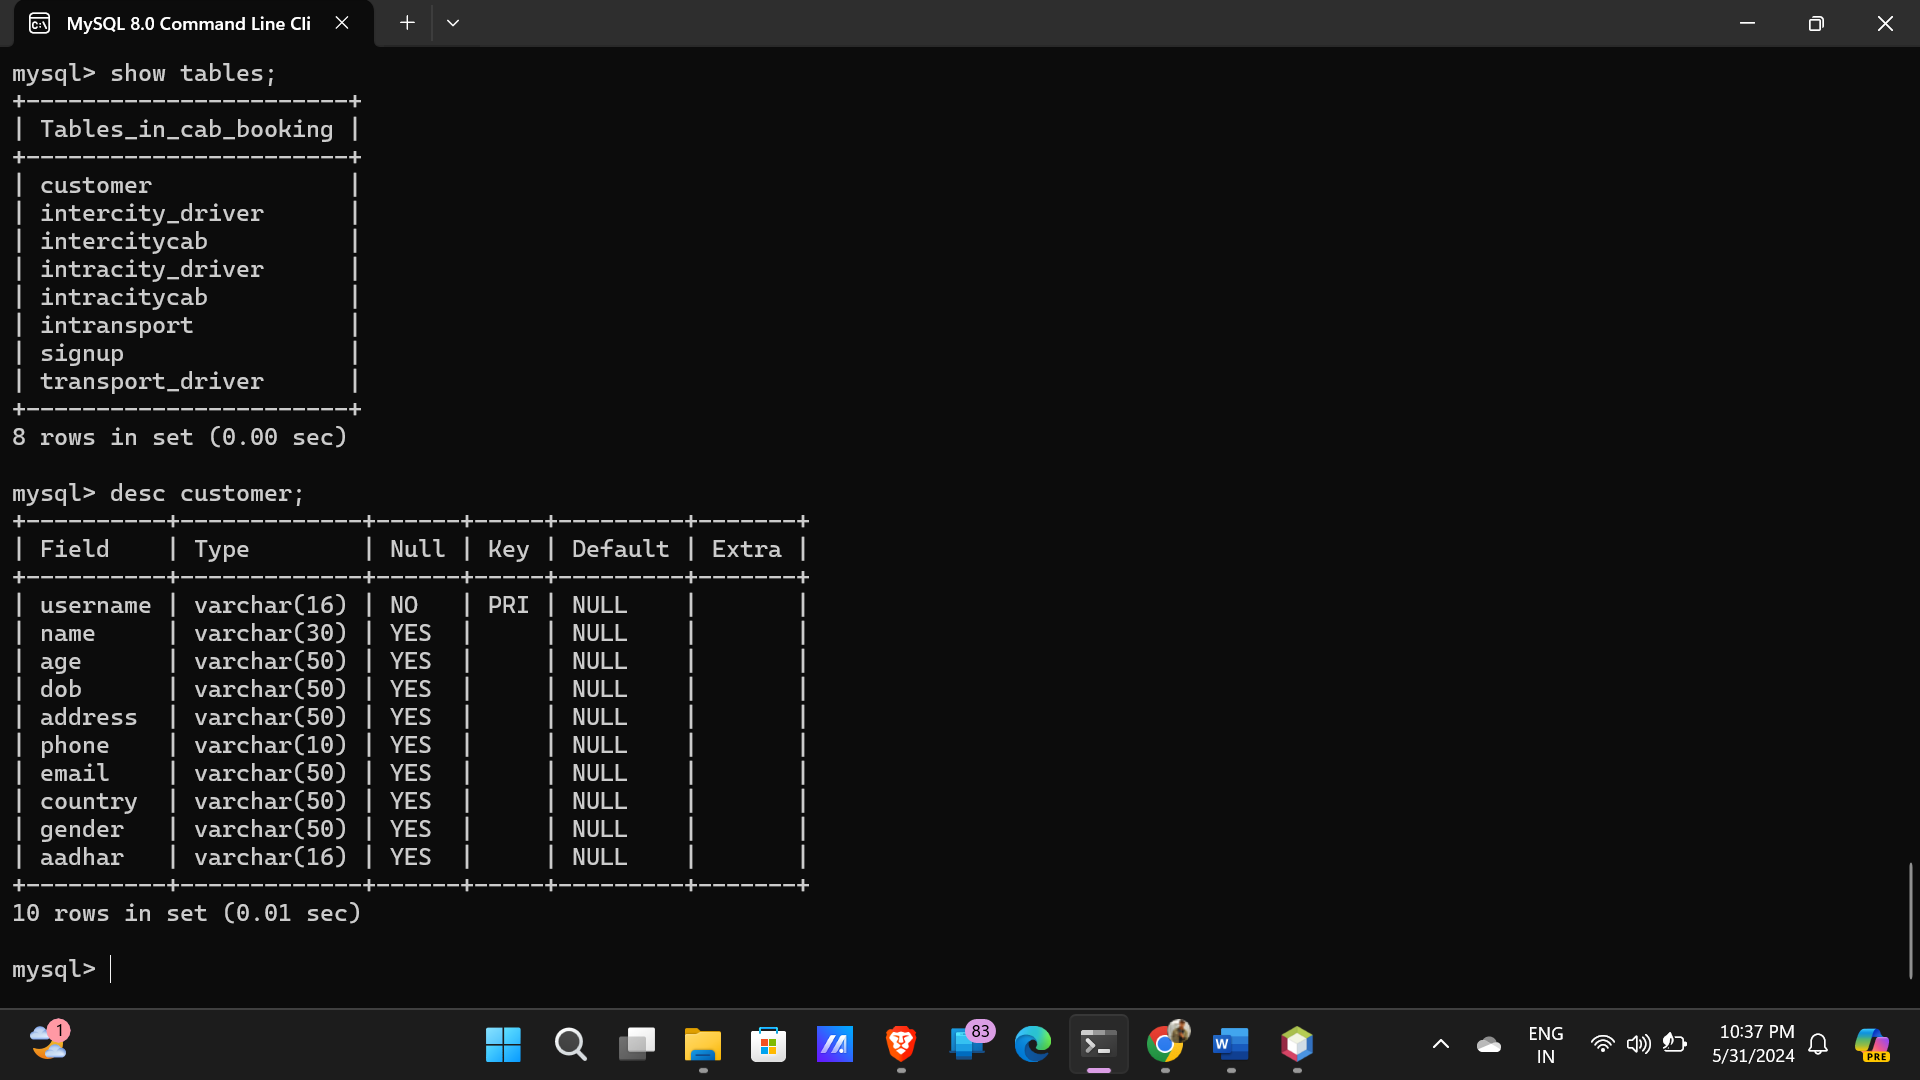 MySQL 8.0 Command Line Cli
mysql> show tables;
+-----------------------+
| Tables_in_cab_booking |
+-----------------------+
| customer              |
| intercity_driver      |
| intercitycab          |
| intracity_driver      |
| intracitycab          |
| intransport           |
| signup                |
| transport_driver      |
+-----------------------+
8 rows in set (0.00 sec)
mysql> desc customer;
+----------+-------------+------+-----+---------+-------+
| Field    | Type        | Null | Key | Default | Extra |
+----------+-------------+------+-----+---------+-------+
| username | varchar(16) | NO   | PRI | NULL    |       |
| name     | varchar(30) | YES  |     | NULL    |       |
| age      | varchar(50) | YES  |     | NULL    |       |
| dob      | varchar(50) | YES  |     | NULL    |       |
| address  | varchar(50) | YES  |     | NULL    |       |
| phone    | varchar(10) | YES  |     | NULL    |       |
| email    | varchar(50) | YES  |     | NULL    |       |
| country  | varchar(50) | YES  |     | NULL    |       |
| gender   | varchar(50) | YES  |     | NULL    |       |
| aadhar   | varchar(16) | YES  |     | NULL    |       |
+----------+-------------+------+-----+---------+-------+
10 rows in set (0.01 sec)
mysql>
1
83
W
ENG
IN
10:37 PM
5/31/2024
PRE